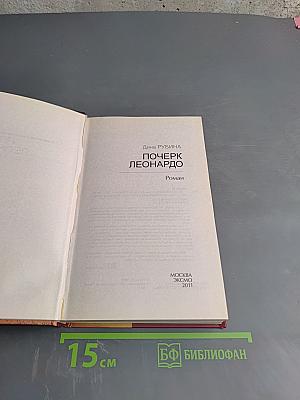 Дина РУБИНА
ПОЧЕРК
ЛЕОНАРДО
Роман
МОСКВА
ЭКСМО
2011
15 см
БФ БИБЛИОФАН